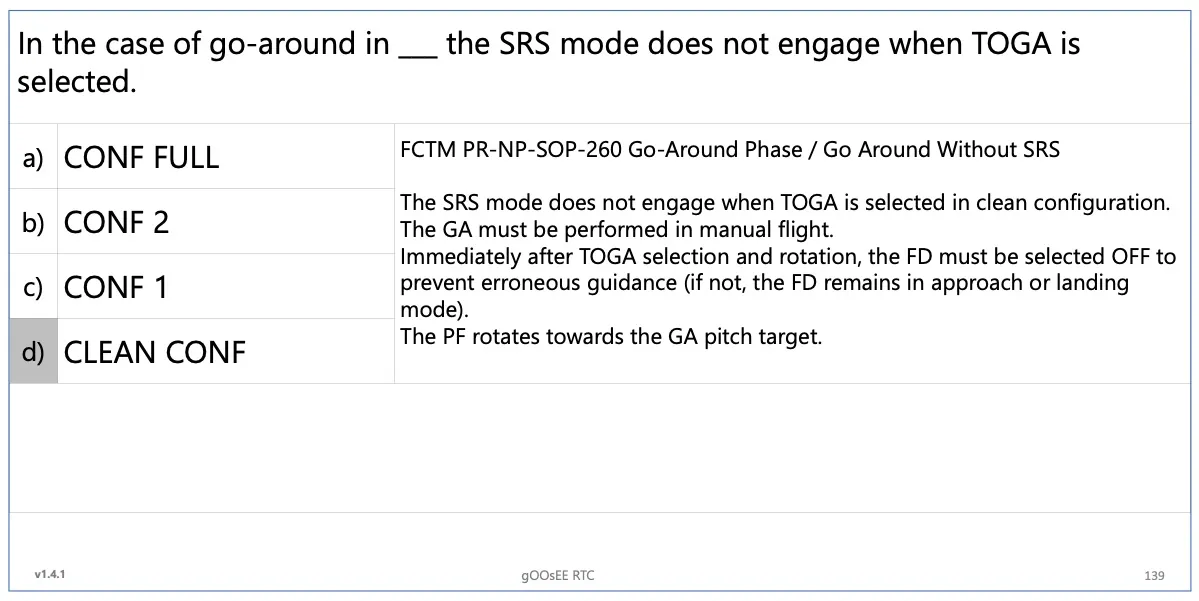 In the case of go-around in ___ the SRS mode does not engage when TOGA is
selected.
a) CONF FULL
b) CONF 2
c) CONF 1
d) CLEAN CONF
FCTM PR-NP-SOP-260 Go-Around Phase / Go Around Without SRS
The SRS mode does not engage when TOGA is selected in clean configuration.
The GA must be performed in manual flight.
Immediately after TOGA selection and rotation, the FD must be selected OFF to
prevent erroneous guidance (if not, the FD remains in approach or landing
mode).
The PF rotates towards the GA pitch target.
v1.4.1
gOOsEE RTC
139